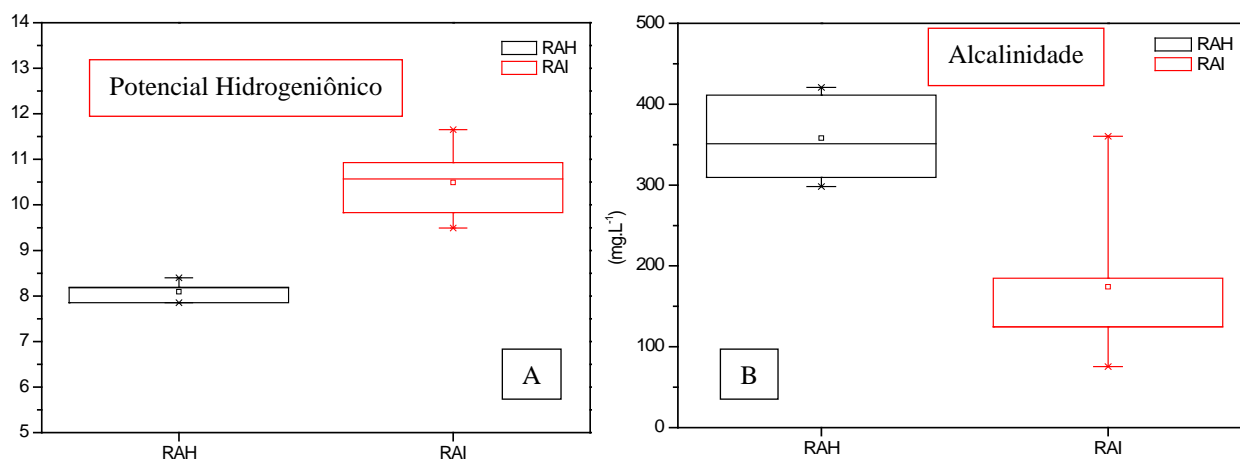 14
13
12
11
10
9
8
7
6
5
Potencial Hidrogeniônico
RAH
RAI
A
RAH RAI
500
400
300
200
100
0
(mg.L⁻¹)
Alcalinidade
RAH
RAI
B
RAH RAI